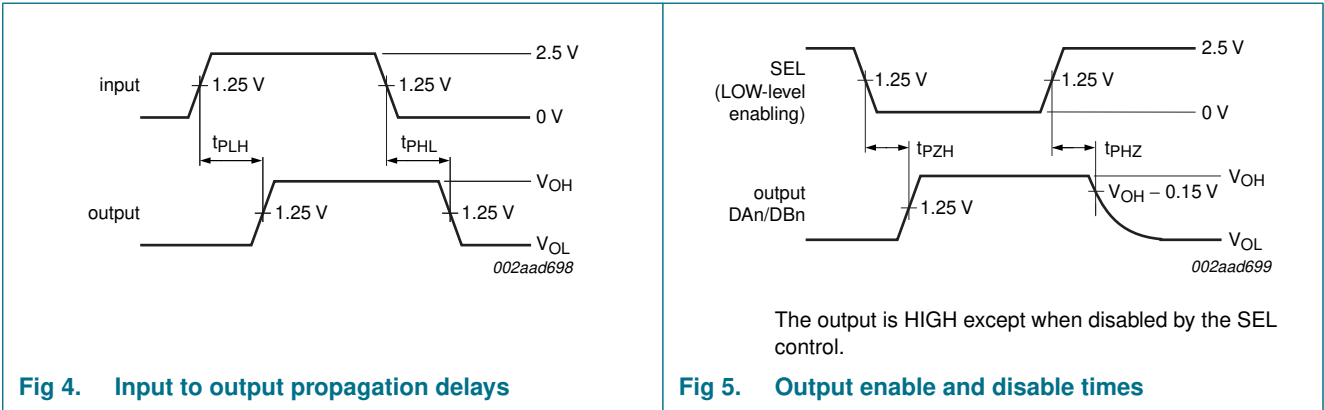 2.5 V
input
1.25 V
1.25 V
0 V
tPLH
tPHL
VOH
output
1.25 V
1.25 V
VOL
002aad698
Fig 4. Input to output propagation delays
2.5 V
SEL
(LOW-level
enabling)
1.25 V
1.25 V
0 V
tPZH
tPHZ
VOH
output
DAn/DBn
VOH − 0.15 V
1.25 V
VOL
002aad699
The output is HIGH except when disabled by the SEL
control.
Fig 5. Output enable and disable times